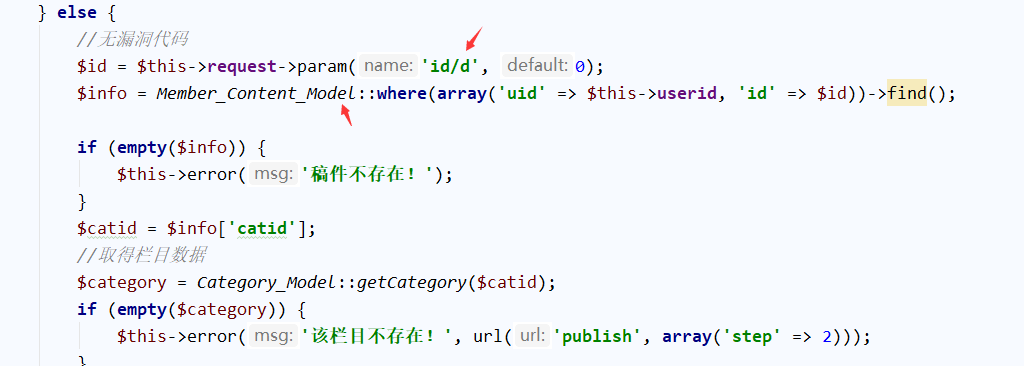 } else {
//无漏洞代码
$id = $this->request->param( name: 'id/d', default: 0);
$info = Member_Content_Model::where(array('uid' => $this->userid, 'id' => $id))->find();
if (empty($info)) {
$this->error( msg: '稿件不存在！');
}
$catid = $info['catid'];
//取得栏目数据
$category = Category_Model::getCategory($catid);
if (empty($category)) {
$this->error( msg: '该栏目不存在！', url( url: 'publish', array('step' => 2)));
}